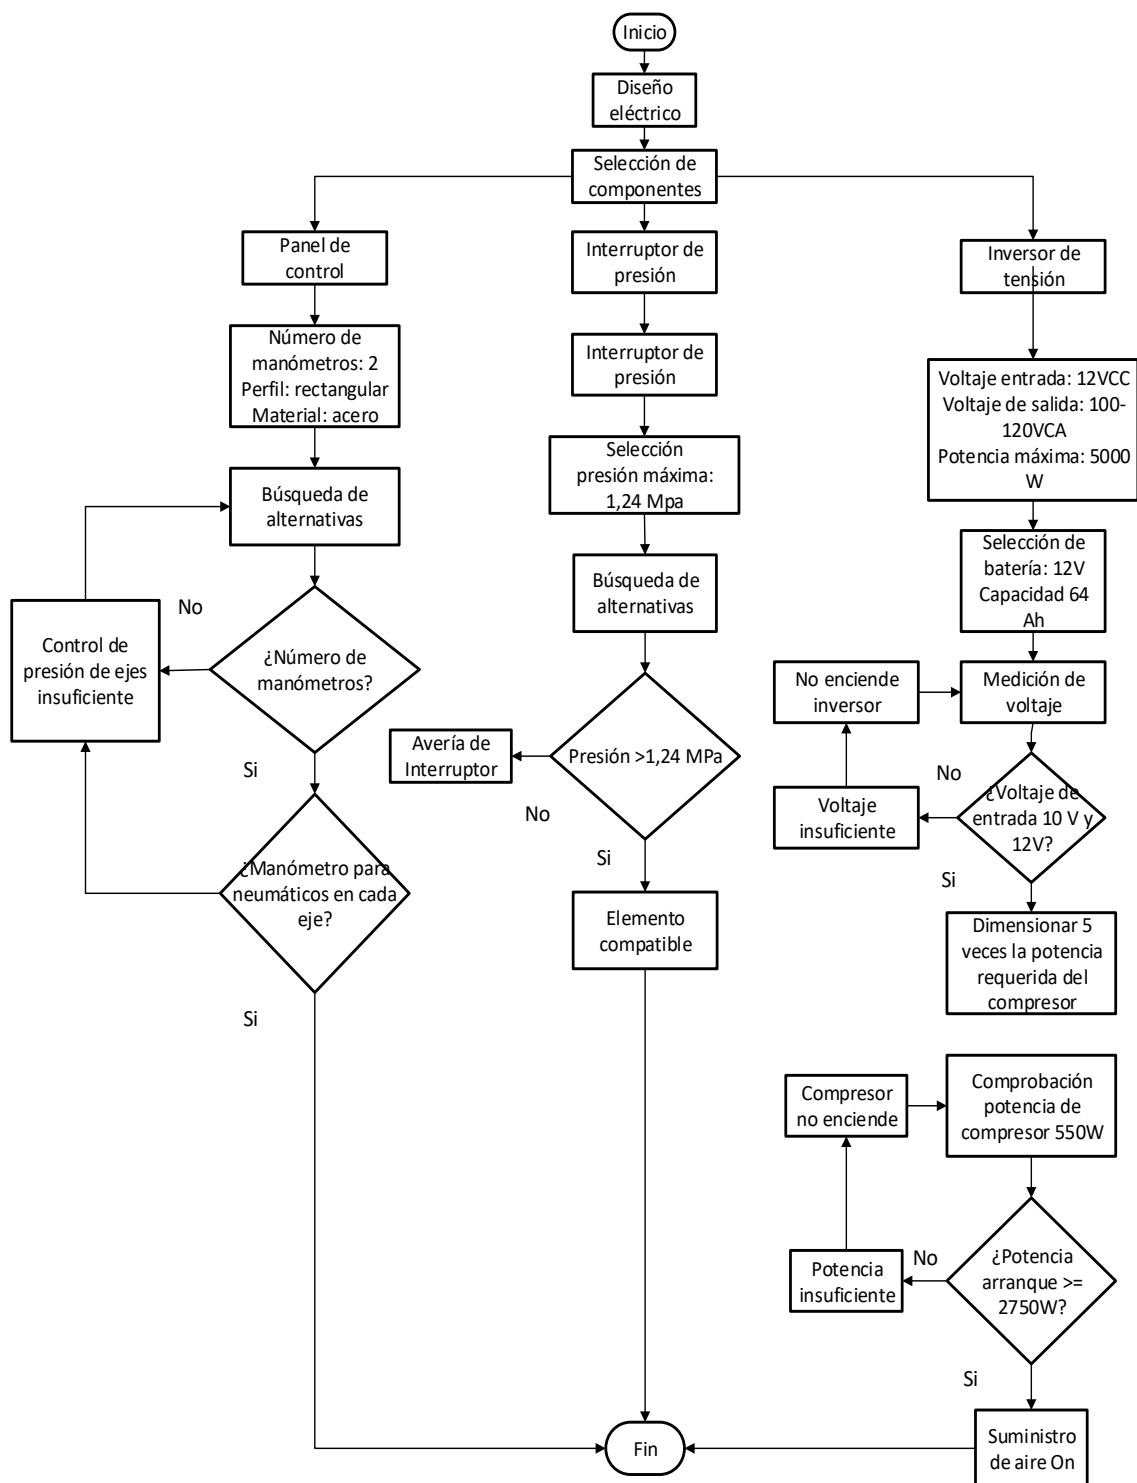 Inicio
Diseño
eléctrico
Selección de
componentes
Panel de
control
Interruptor de
presión
Inversor de
tensión
Número de
manómetros: 2
Perfil: rectangular
Material: acero
Interruptor de
presión
Voltaje entrada: 12VCC
Voltaje de salida: 100-
120VCA
Potencia máxima: 5000
W
Selección
presión máxima:
1,24 Mpa
Búsqueda de
alternativas
Selección de
batería: 12V
Capacidad 64
Ah
Búsqueda de
alternativas
No
Control de
presión de ejes
insuficiente
¿Número de
manómetros?
No enciende
inversor
Medición de
voltaje
Avería de
Interruptor
Presión >1,24 MPa
Si
No
No
Voltaje
insuficiente
¿Voltaje de
entrada 10 V y
12V?
¿Manómetro para
neumáticos en cada
eje?
Si
Si
Elemento
compatible
Dimensionar 5
veces la potencia
requerida del
compresor
Si
Compresor
no enciende
Comprobación
potencia de
compresor 550W
No
Potencia
insuficiente
¿Potencia
arranque >=
2750W?
Si
Fin
Suministro
de aire On